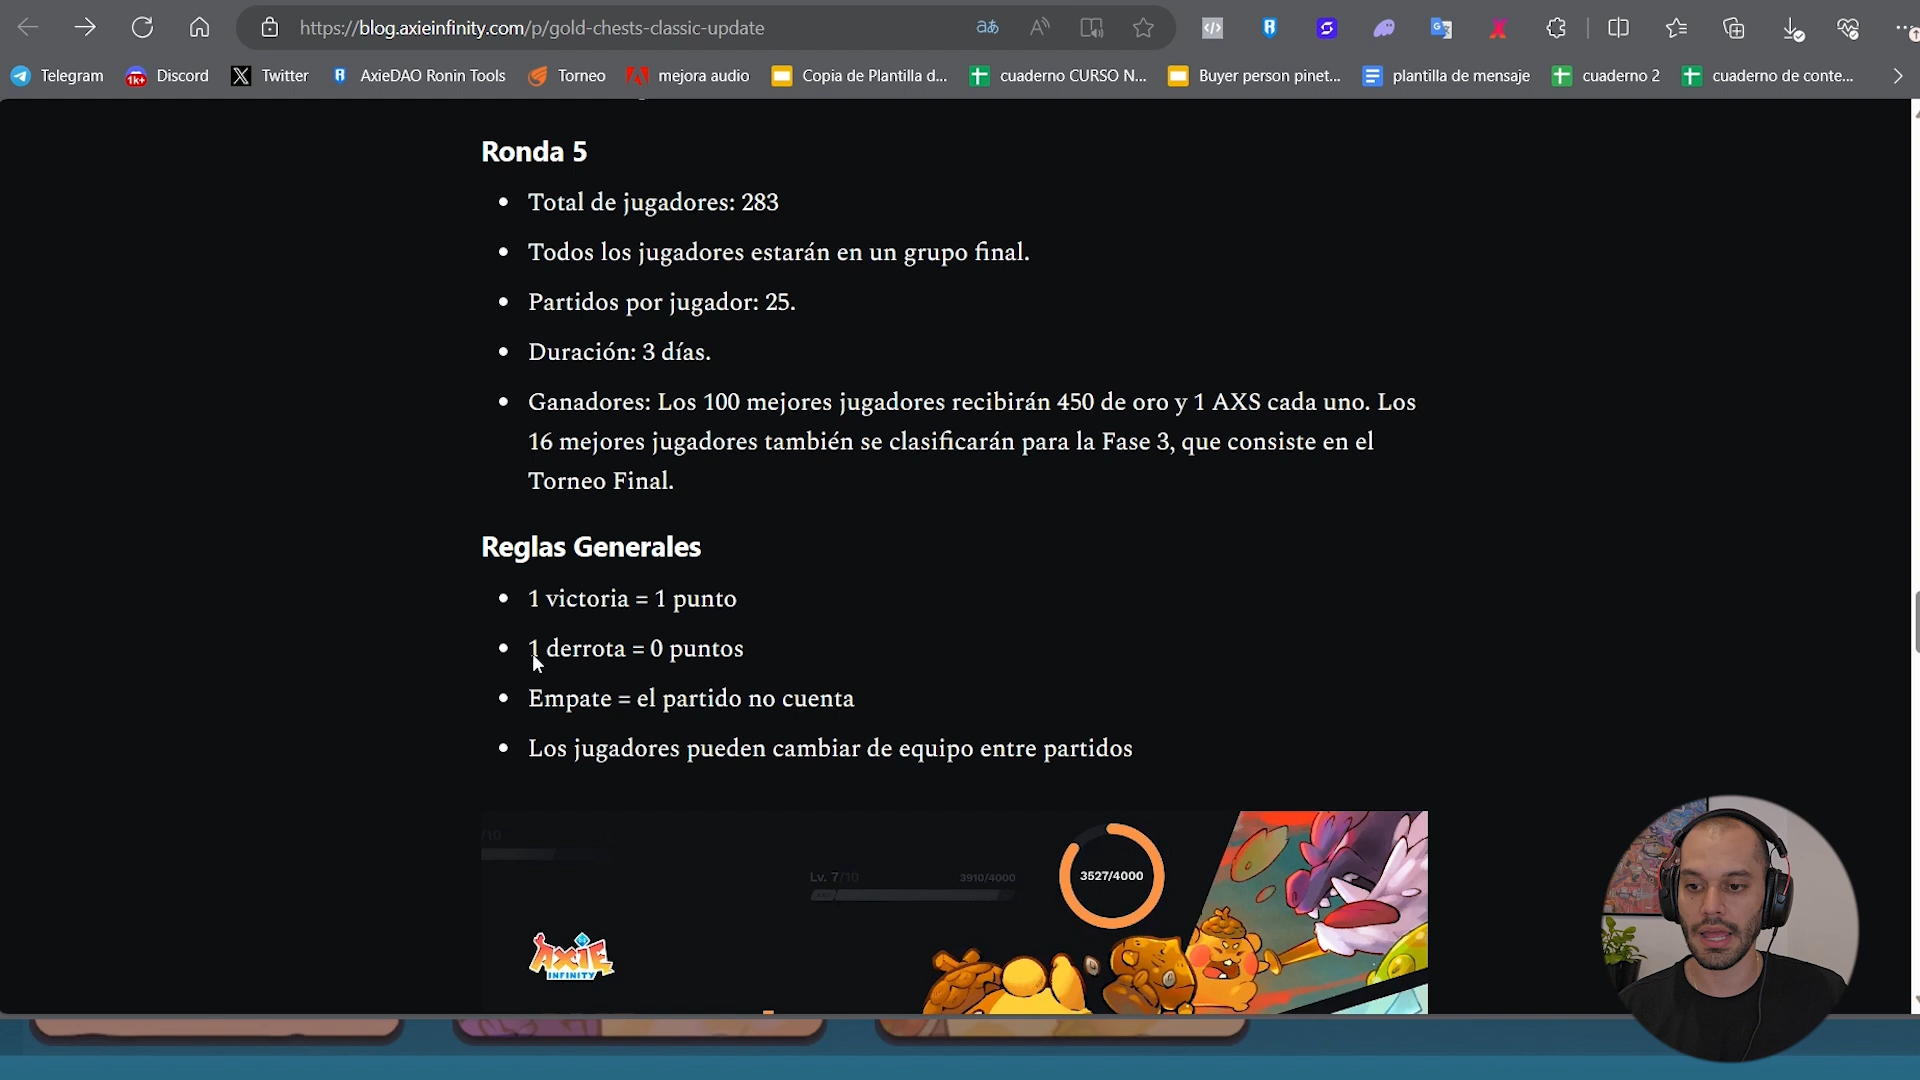 https://blog.axieinfinity.com/p/gold-chests-classic-update
Telegram
1k+
Discord
Twitter
AxieDAO Ronin Tools
Torneo
mejora audio
Copia de Plantilla d...
cuaderno CURSO N...
Buyer person pinet...
plantilla de mensaje
cuaderno 2
cuaderno de conte...
Ronda 5
Total de jugadores: 283
Todos los jugadores estarán en un grupo final.
Partidos por jugador: 25.
Duración: 3 días.
Ganadores: Los 100 mejores jugadores recibirán 450 de oro y 1 AXS cada uno. Los
16 mejores jugadores también se clasificarán para la Fase 3, que consiste en el
Torneo Final.
Reglas Generales
1 victoria = 1 punto
1 derrota = 0 puntos
Empate = el partido no cuenta
Los jugadores pueden cambiar de equipo entre partidos
/10
Lv. 7/10
3910/4000
3527/4000
AXIE
INFINITY